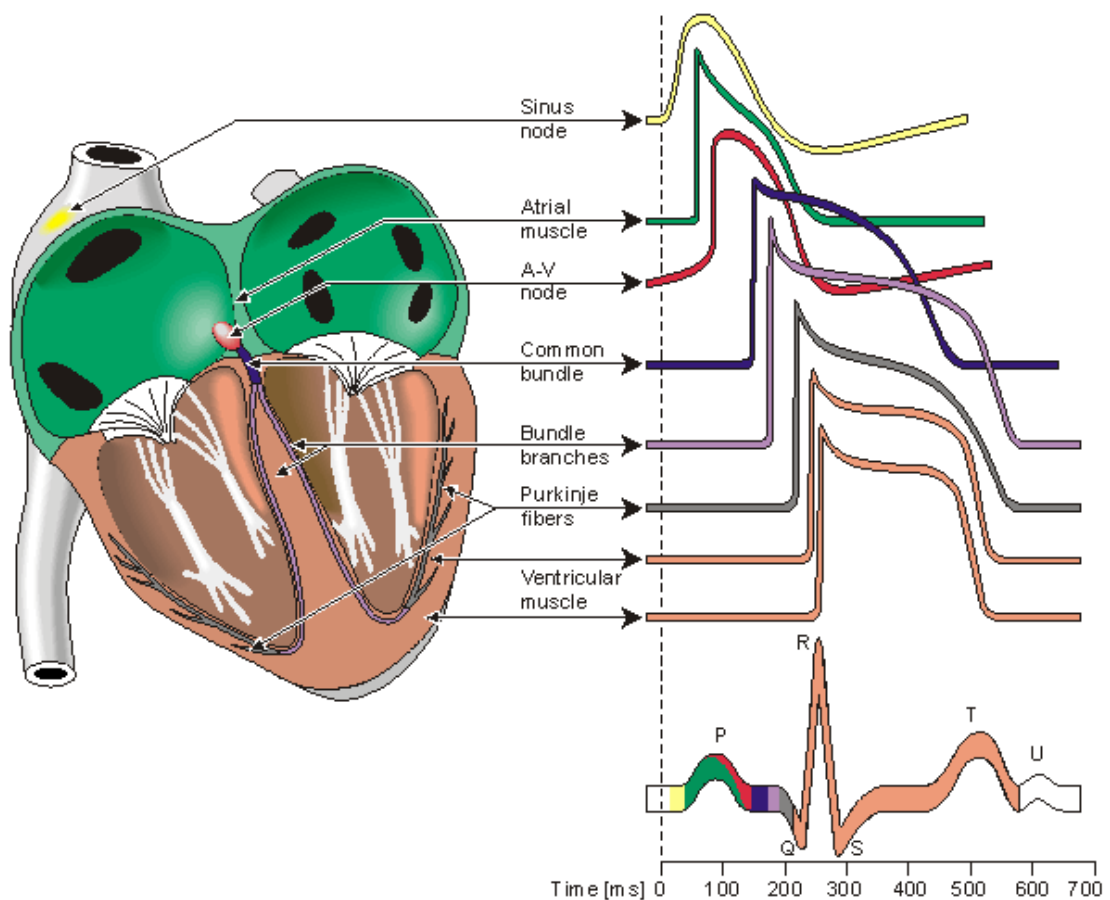 Sinus
node
Atrial
muscle
A-V
node
Common
bundle
Bundle
branches
Purkinje
fibers
Ventricular
muscle
R
P
T
U
Q
S
Time [ms] 0 100 200 300 400 500 600 700